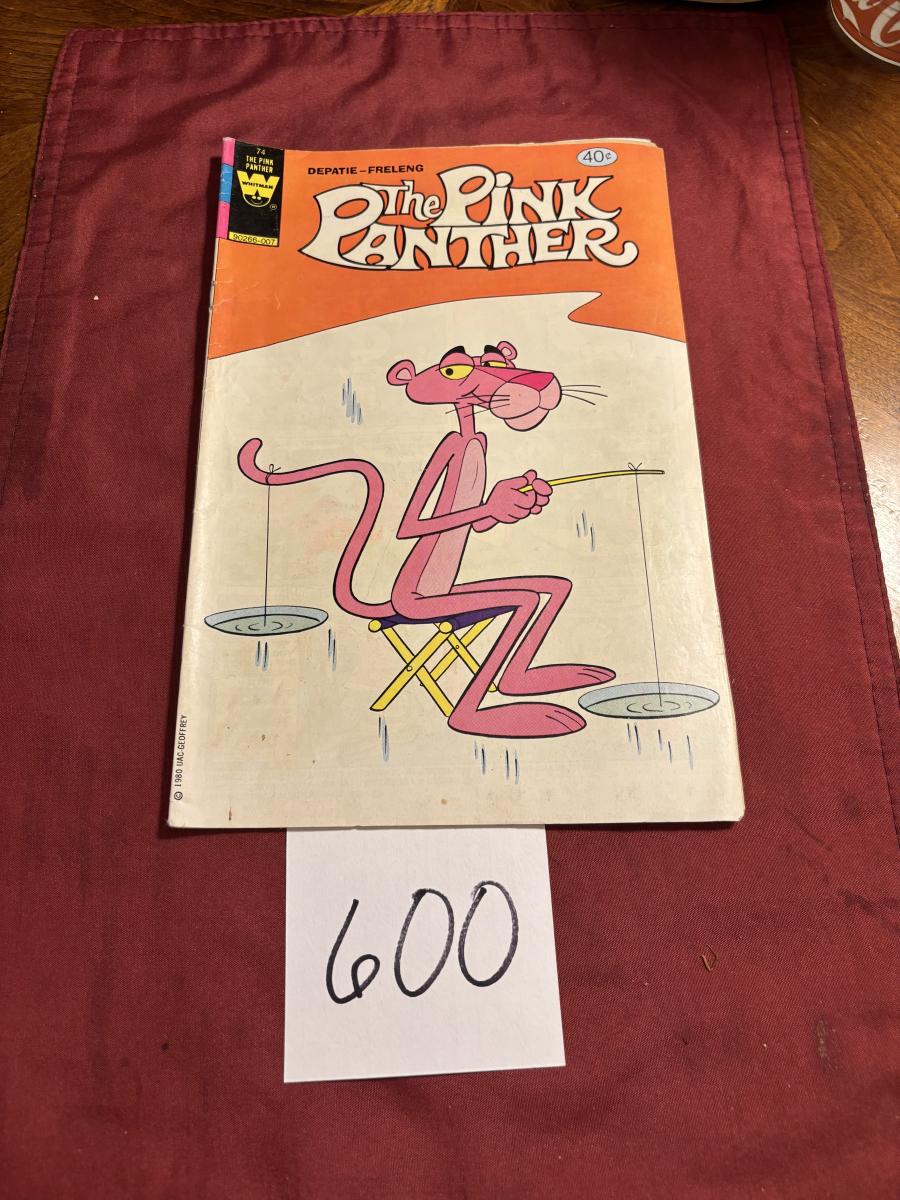 74
THE PINK
PANTHER
WHITMAN
®
90266-007
DEPATIE-FRELENG
40¢
The Pink
PANTHER
© 1980 UAC-GEOFFREY
600